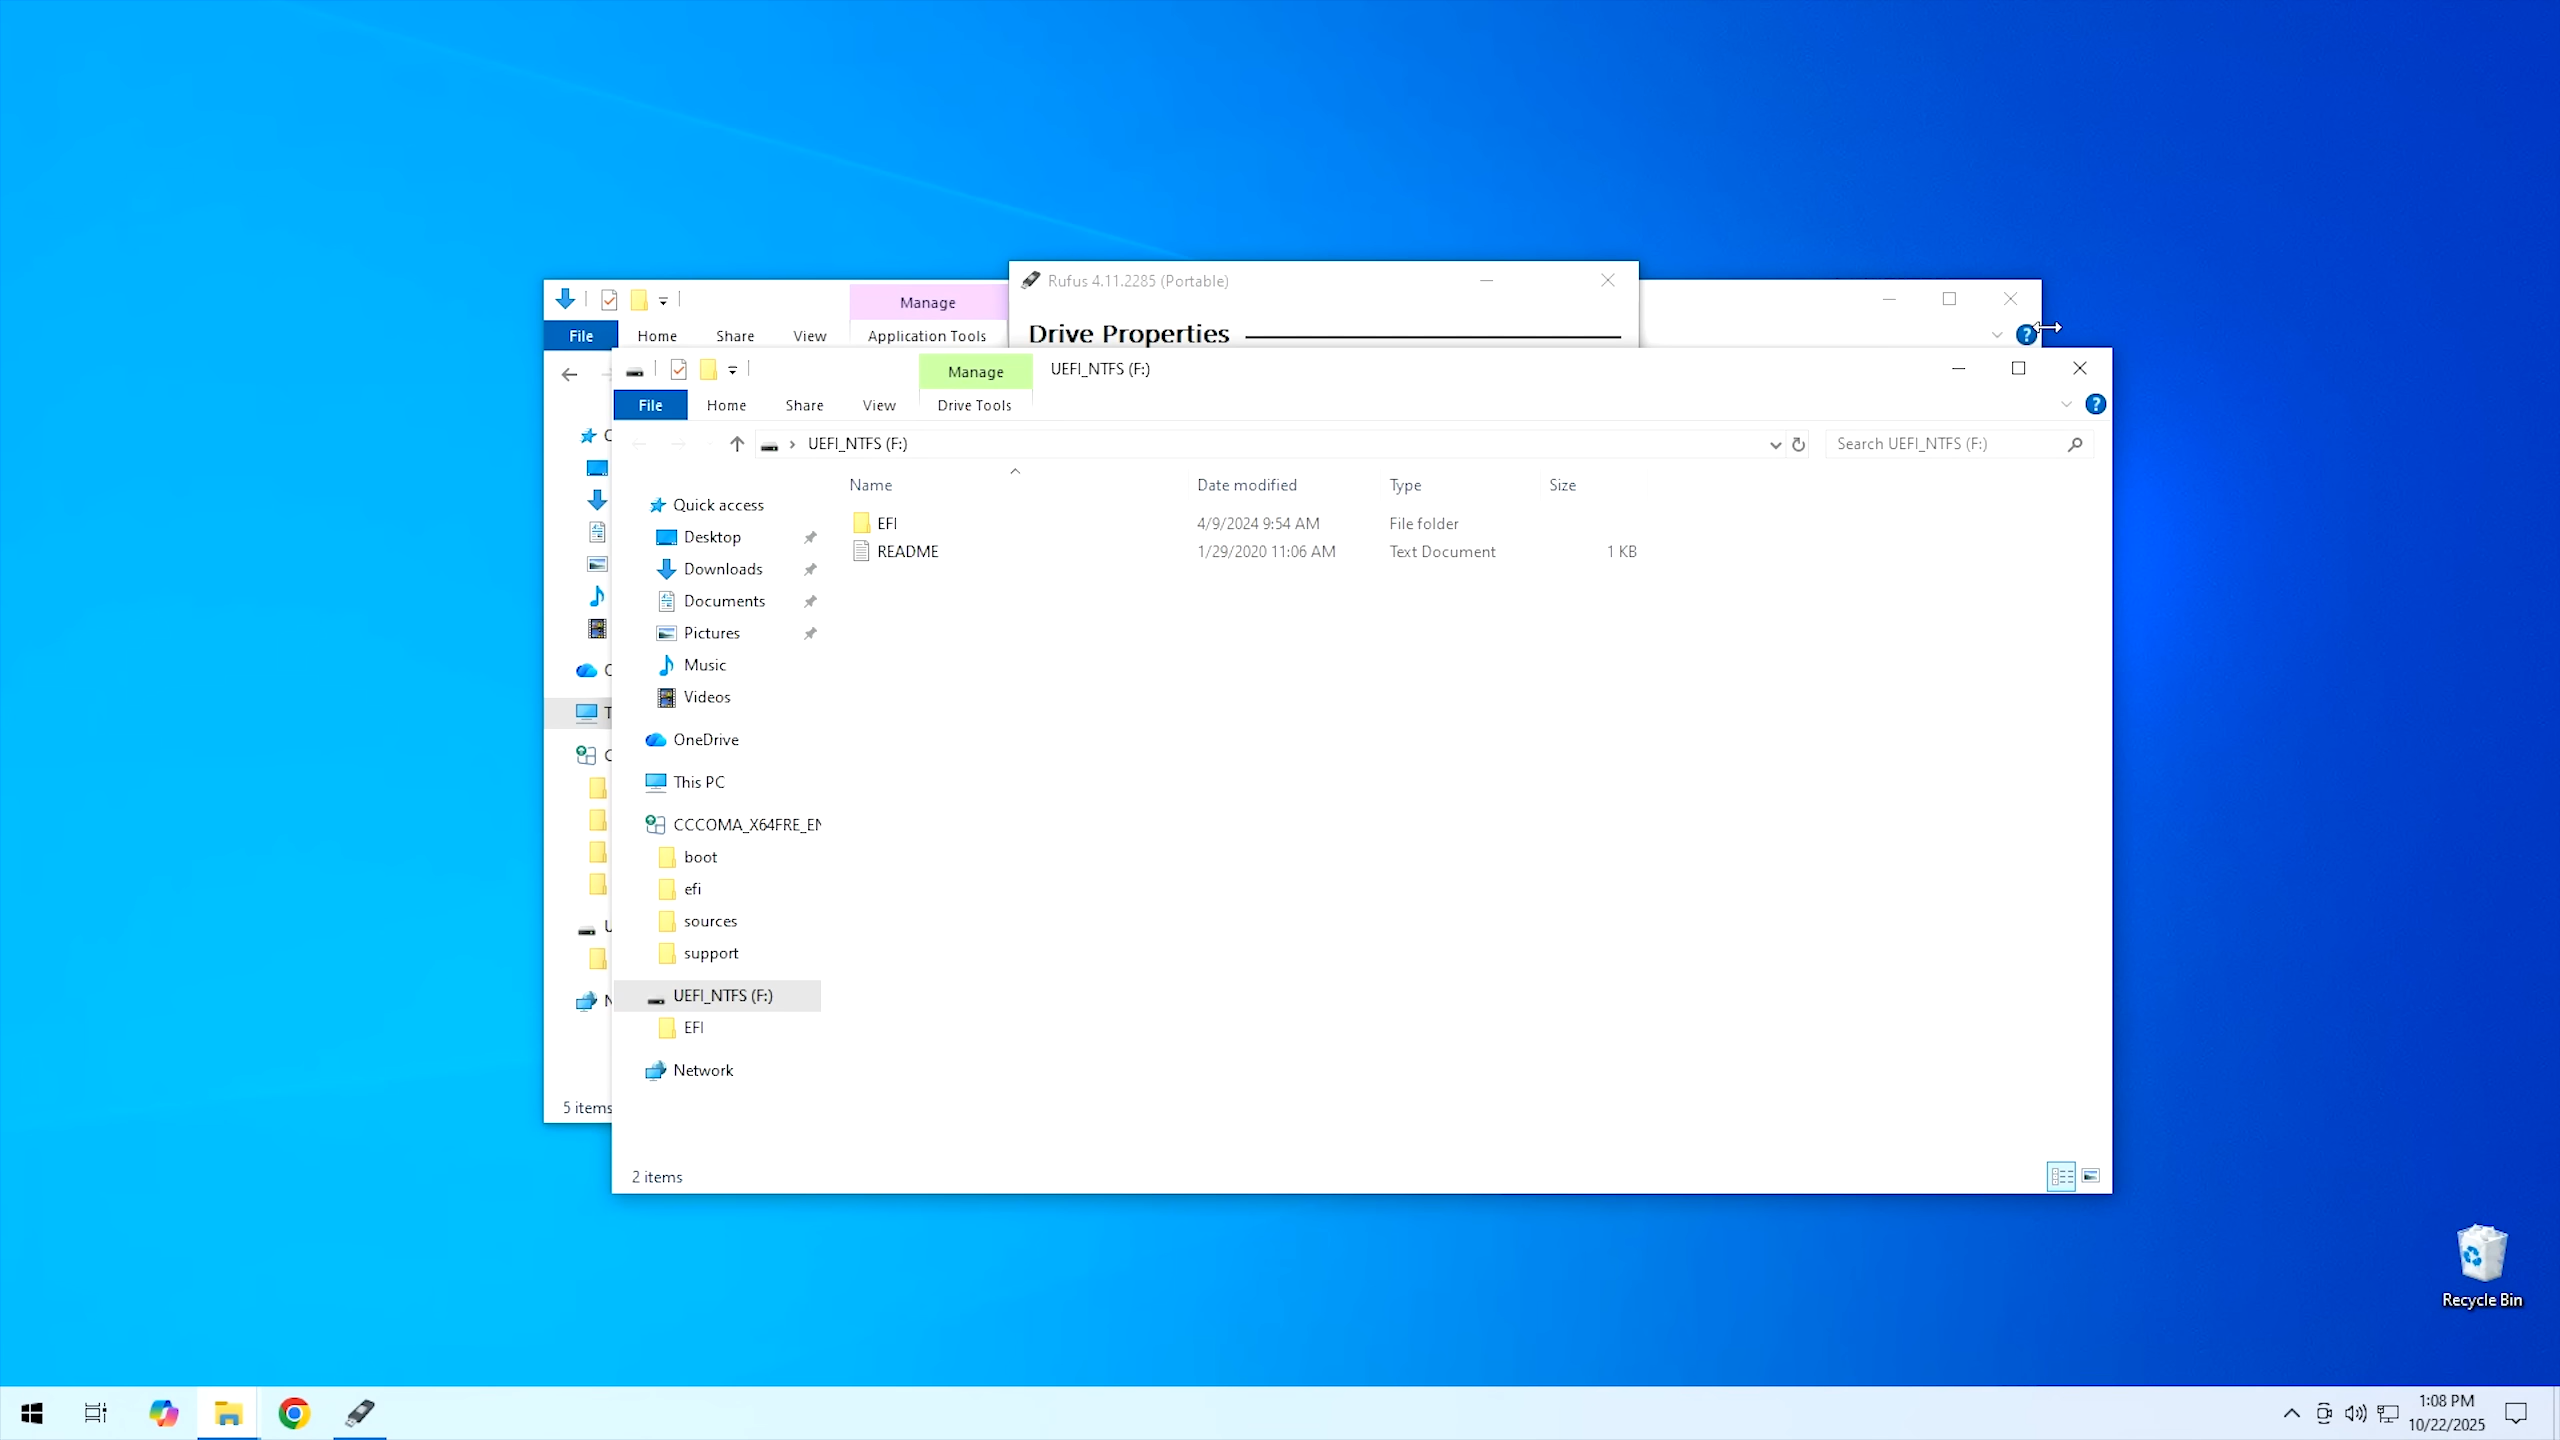 Rufus 4.11.2285 (Portable)
Manage
File
Home
Share
View
Application Tools
Drive Properties
Manage
UEFI_NTFS (F:)
File
Home
Share
View
Drive Tools
UEFI_NTFS (F:)
Search UEFI_NTFS (F:)
Name
Date modified
Type
Size
EFI
4/9/2024 9:54 AM
File folder
README
1/29/2020 11:06 AM
Text Document
1 KB
Quick access
Desktop
Downloads
Documents
Pictures
Music
Videos
OneDrive
This PC
CCCOMA_X64FRE_EN
boot
efi
sources
support
UEFI_NTFS (F:)
EFI
Network
5 items
2 items
Recycle Bin
1:08 PM
10/22/2025